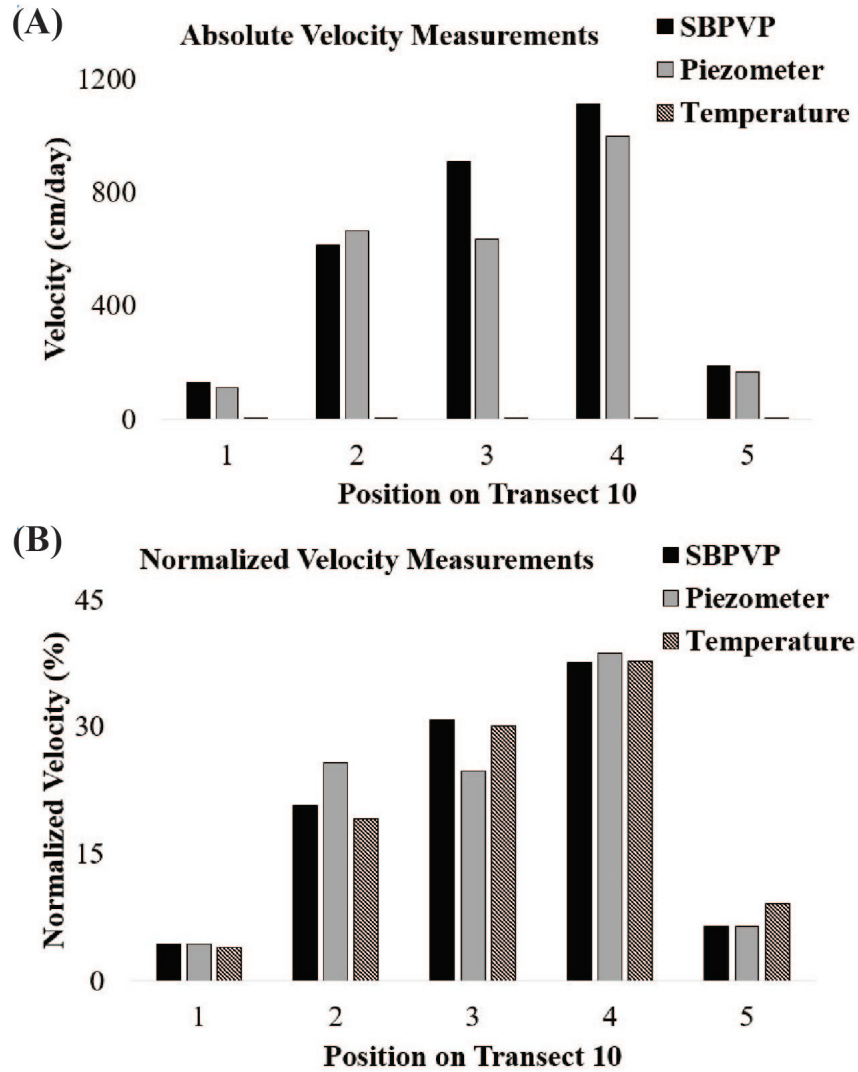 (A)
Absolute Velocity Measurements
SBPVP
Piezometer
Temperature
Velocity (cm/day)
1200
800
400
0
1 2 3 4 5
Position on Transect 10
(B)
Normalized Velocity Measurements
SBPVP
Piezometer
Temperature
Normalized Velocity (%)
45
30
15
0
1 2 3 4 5
Position on Transect 10